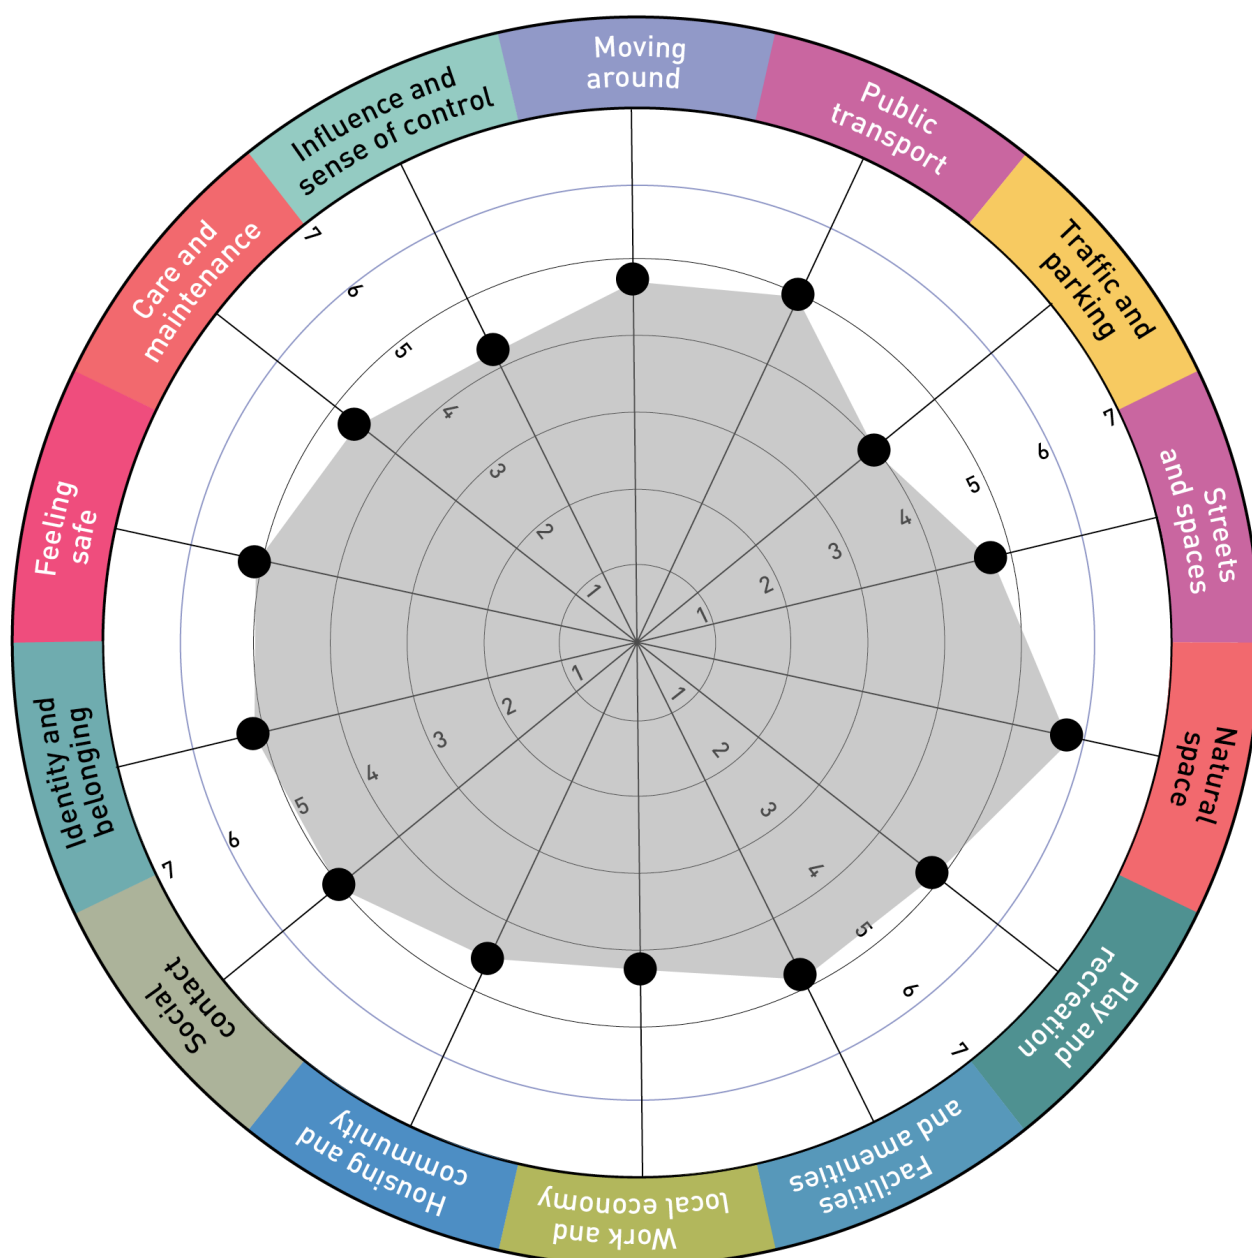 Moving
around
Public
transport
Traffic and
parking
Streets
and spaces
Natural
space
Play and
recreation
Facilities
and amenities
Work and
local economy
Housing and
community
Social
contact
Identity and
belonging
Feeling
safe
Care and
maintenance
Influence and
sense of control
7
6
5
4
3
2
1
7
6
5
4
3
2
1
1
2
3
4
5
6
7
1
2
3
4
5
6
7